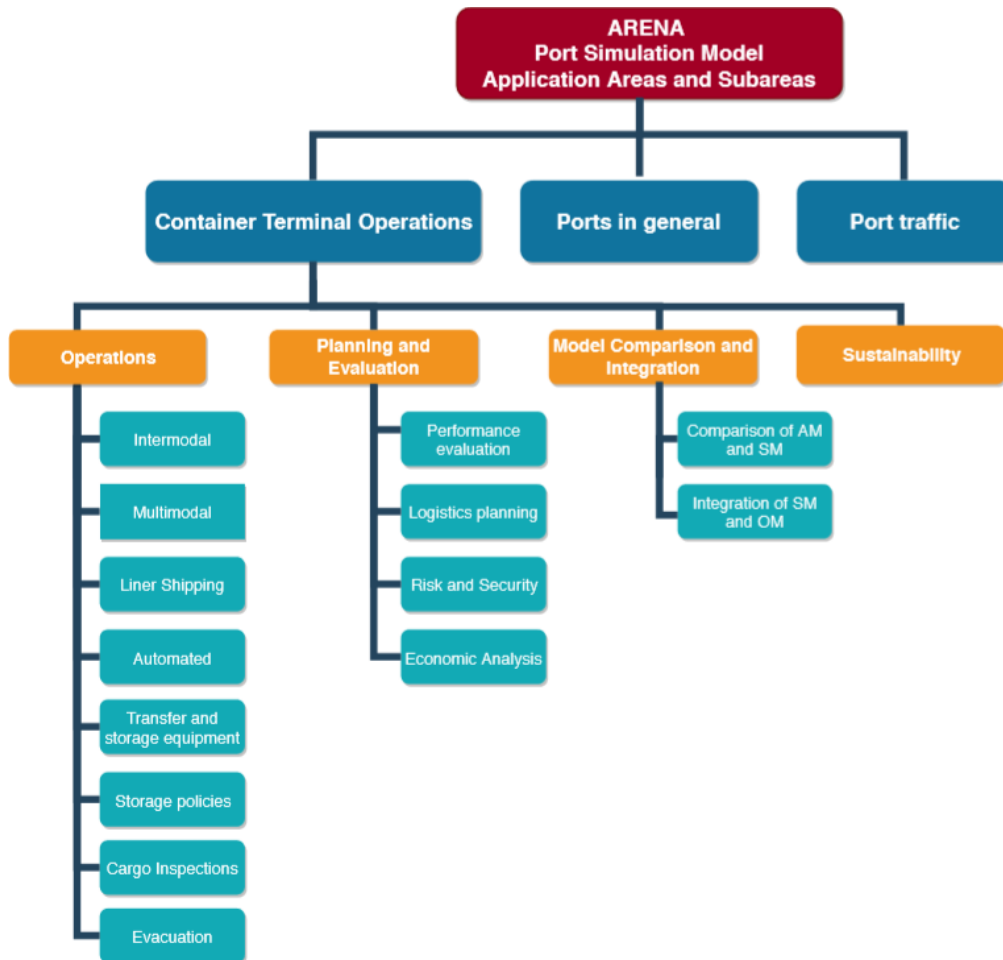 ARENA
Port Simulation Model
Application Areas and Subareas
Container Terminal Operations
Ports in general
Port traffic
Operations
Planning and
Evaluation
Model Comparison and
Integration
Sustainability
Intermodal
Multimodal
Liner Shipping
Automated
Transfer and
storage equipment
Storage policies
Cargo Inspections
Evacuation
Performance
evaluation
Logistics planning
Risk and Security
Economic Analysis
Comparison of AM
and SM
Integration of SM
and OM